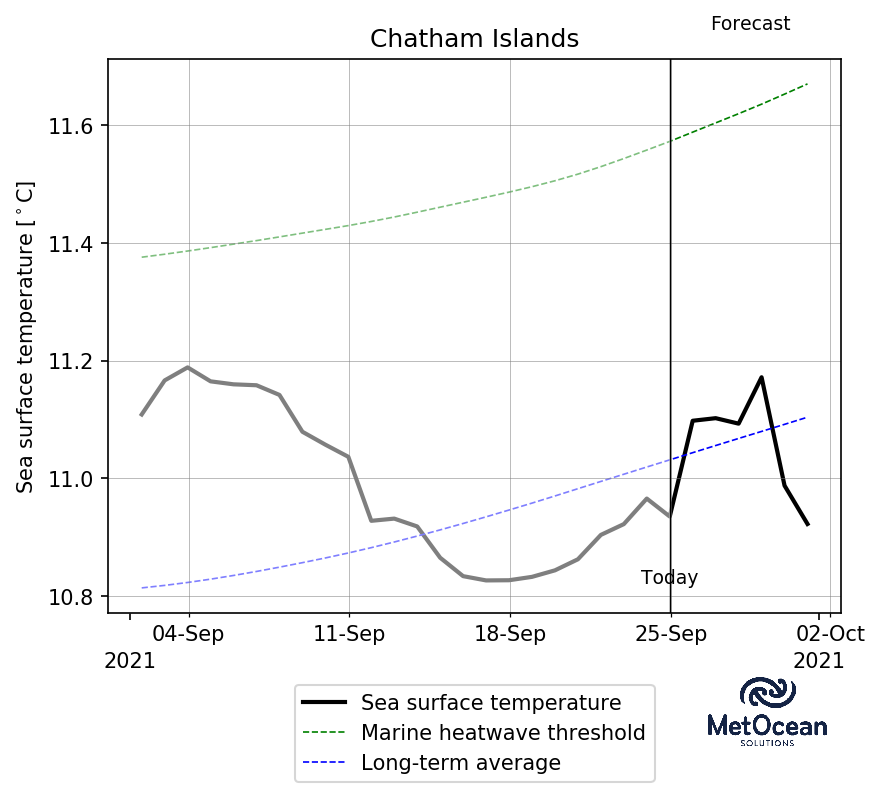 Forecast
Chatham Islands
Sea surface temperature [°C]
11.6
11.4
11.2
11.0
10.8
Today
04-Sep 11-Sep 18-Sep 25-Sep 02-Oct
2021 2021
Sea surface temperature
Marine heatwave threshold
Long-term average
MetOcean
SOLUTIONS